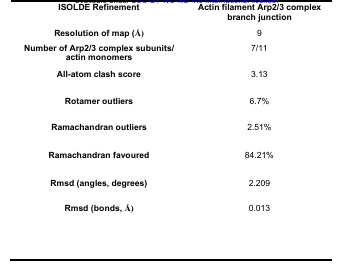 ISOLDE Refinement Actin filament Arp2/3 complex
branch junction
Resolution of map (Å) 9
Number of Arp2/3 complex subunits/ 7/11
actin monomers
All-atom clash score 3.13
Rotamer outliers 6.7%
Ramachandran outliers 2.51%
Ramachandran favoured 84.21%
Rmsd (angles, degrees) 2.209
Rmsd (bonds, Å) 0.013